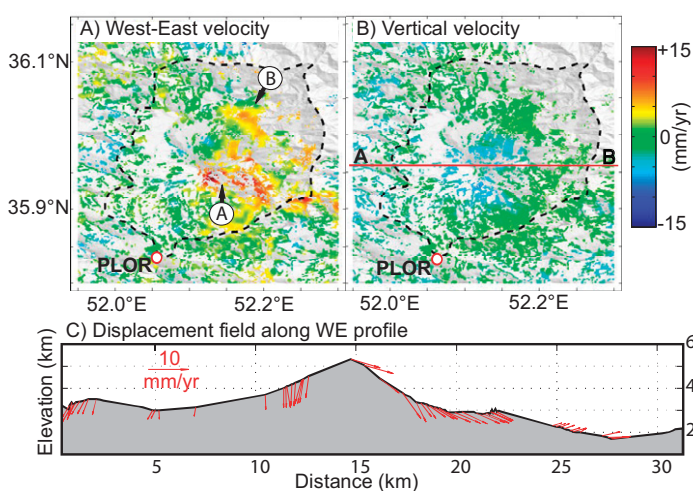 A) West-East velocity
B) Vertical velocity
36.1°N
35.9°N
B
A
PLOR
52.0°E
52.2°E
A
B
PLOR
52.0°E
52.2°E
+15
0
-15
(mm/yr)
C) Displacement field along WE profile
Elevation (km)
10
mm/yr
6
4
2
5
10
15
20
25
30
Distance (km)